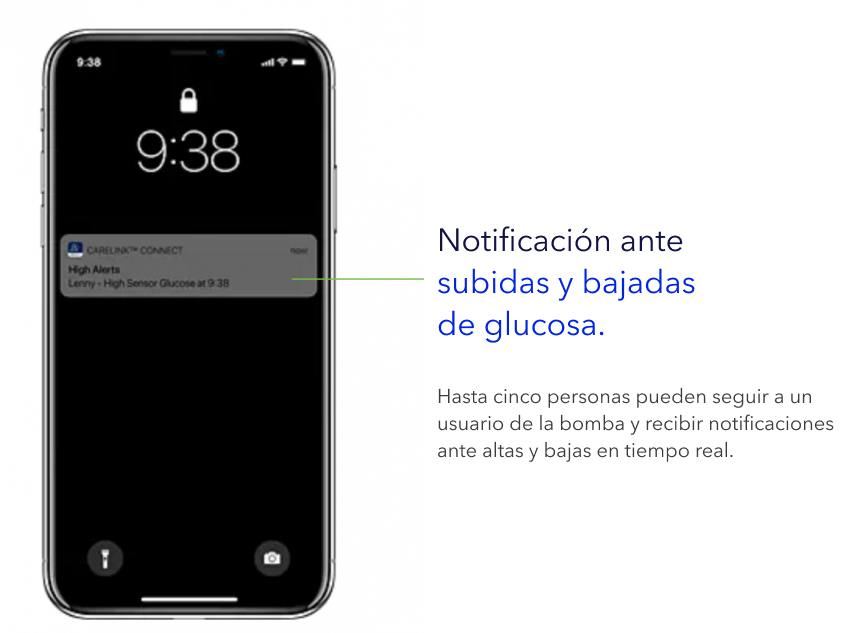 9:38
9:38
CARELINK™ CONNECT
now
High Alerts
Lenny - High Sensor Glucose at 9:38
Notificación ante
subidas y bajadas
de glucosa.
Hasta cinco personas pueden seguir a un
usuario de la bomba y recibir notificaciones
ante altas y bajas en tiempo real.